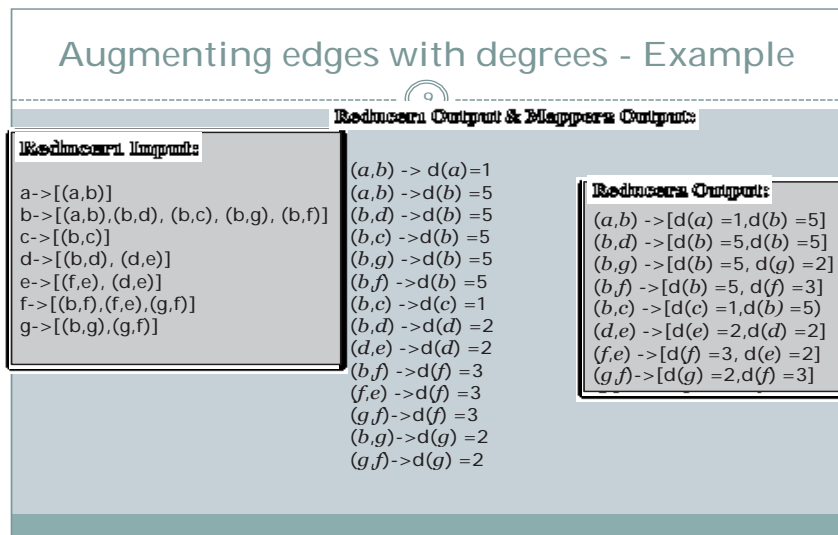 Augmenting edges with degrees - Example
9
Reducer1 Output & Mapper2 Output:
Reducer1 Input:
a->[(a,b)]
b->[(a,b),(b,d), (b,c), (b,g), (b,f)]
c->[(b,c)]
d->[(b,d), (d,e)]
e->[(f,e), (d,e)]
f->[(b,f),(f,e),(g,f)]
g->[(b,g),(g,f)]
(a,b) -> d(a)=1
(a,b) ->d(b) =5
(b,d) ->d(b) =5
(b,c) ->d(b) =5
(b,g) ->d(b) =5
(b,f) ->d(b) =5
(b,c) ->d(c) =1
(b,d) ->d(d) =2
(d,e) ->d(d) =2
(b,f) ->d(f) =3
(f,e) ->d(f) =3
(g,f)->d(f) =3
(b,g)->d(g) =2
(g,f)->d(g) =2
Reducer2 Output:
(a,b) ->[d(a) =1,d(b) =5]
(b,d) ->[d(b) =5,d(b) =5]
(b,g) ->[d(b) =5, d(g) =2]
(b,f) ->[d(b) =5, d(f) =3]
(b,c) ->[d(c) =1,d(b) =5)
(d,e) ->[d(e) =2,d(d) =2]
(f,e) ->[d(f) =3, d(e) =2]
(g,f)->[d(g) =2,d(f) =3]